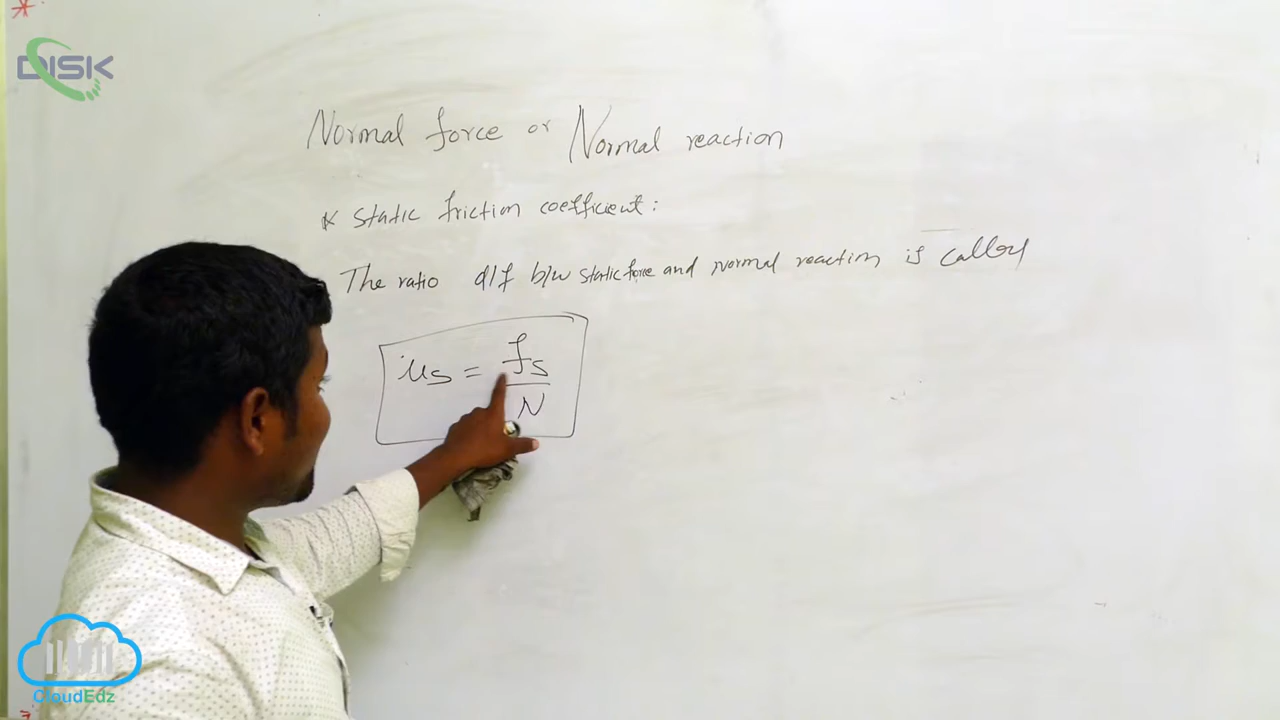 DISK
Normal force or Normal reaction
* static friction coefficient:
The ratio d/f b/w static force and Normal reaction is called
μs = fs
N
CloudEdz